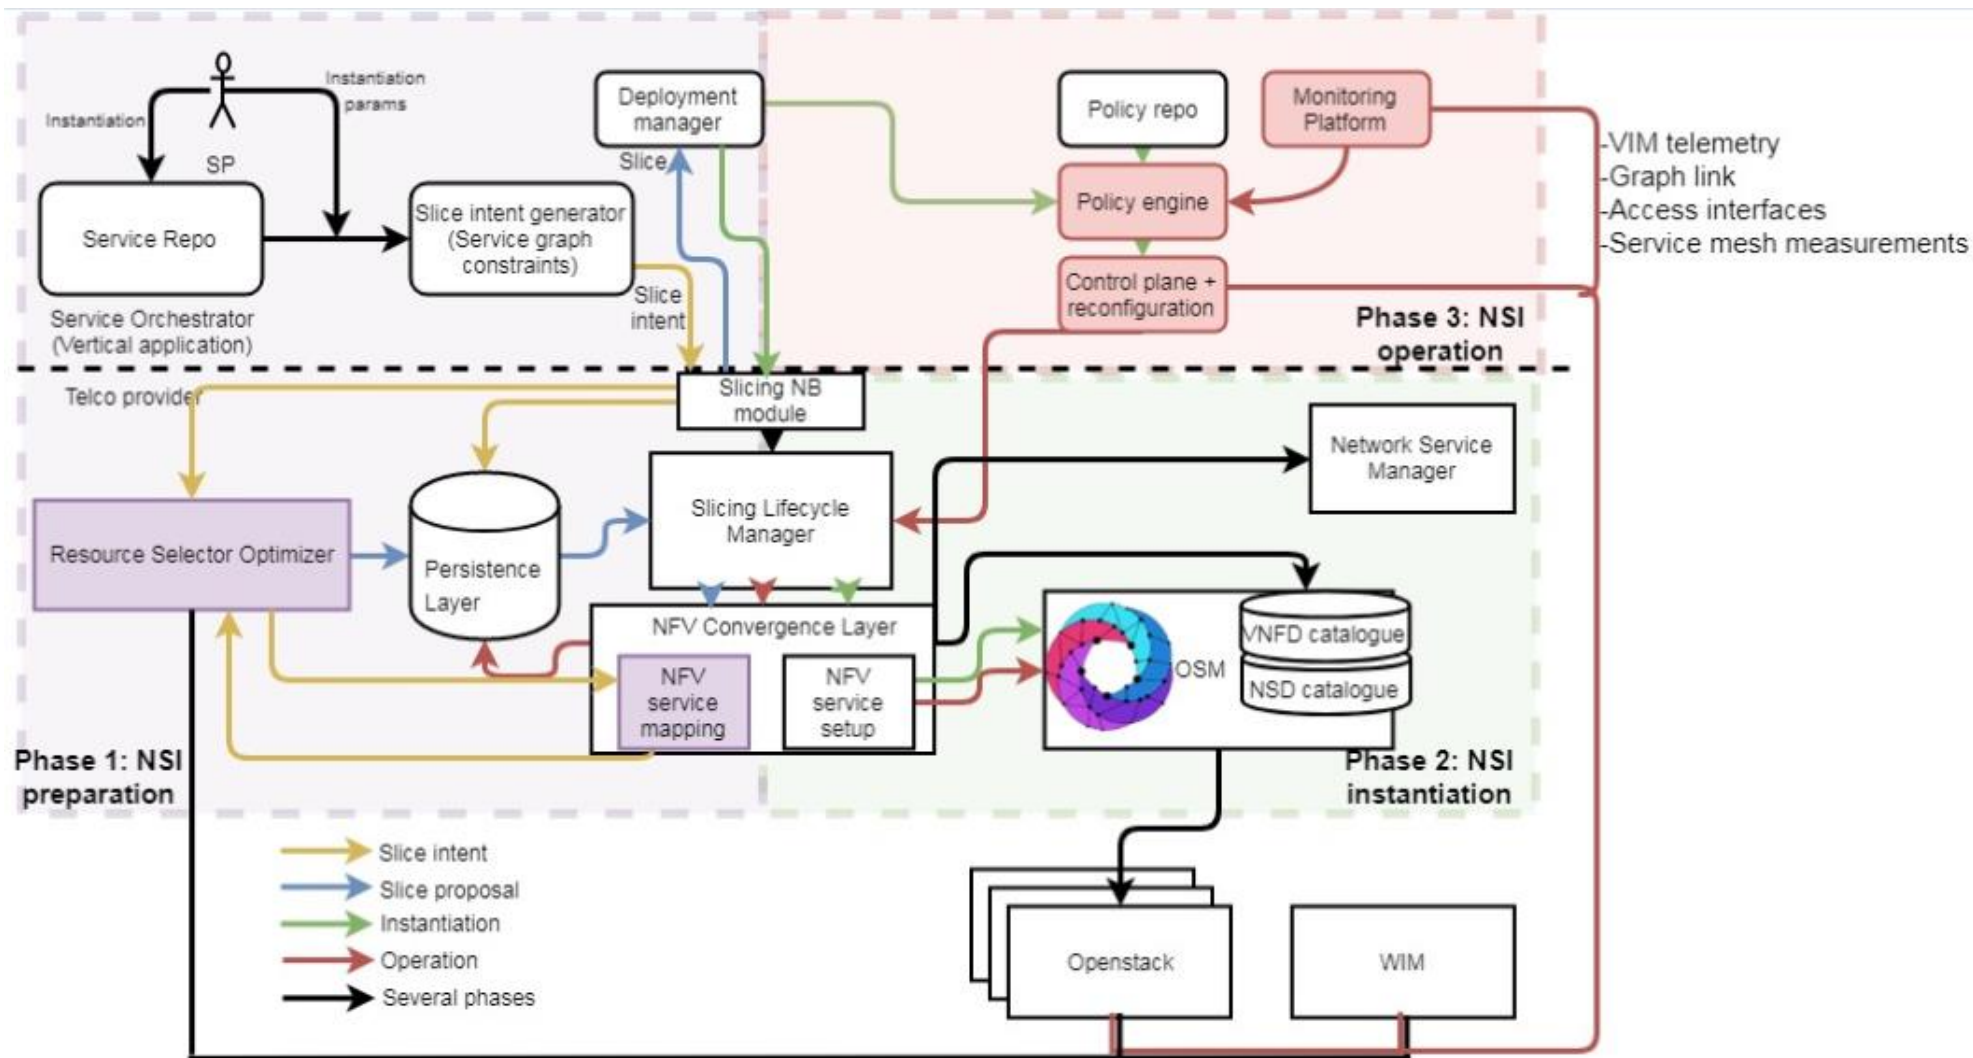 Instantiation
params
Instantiation
SP
Service Repo
Slice intent generator
(Service graph
constraints)
Service Orchestrator
(Vertical application)
Slice
intent
Deployment
manager
Slice
Policy repo
Monitoring
Platform
Policy engine
Control plane +
reconfiguration
-VIM telemetry
-Graph link
-Access interfaces
-Service mesh measurements
Phase 3: NSI
operation
Telco provider
Slicing NB
module
Network Service
Manager
Slicing Lifecycle
Manager
Resource Selector Optimizer
Persistence
Layer
NFV Convergence Layer
NFV
service
mapping
NFV
service
setup
OSM
VNFD catalogue
NSD catalogue
Phase 1: NSI
preparation
Phase 2: NSI
instantiation
Slice intent
Slice proposal
Instantiation
Operation
Several phases
Openstack
WIM